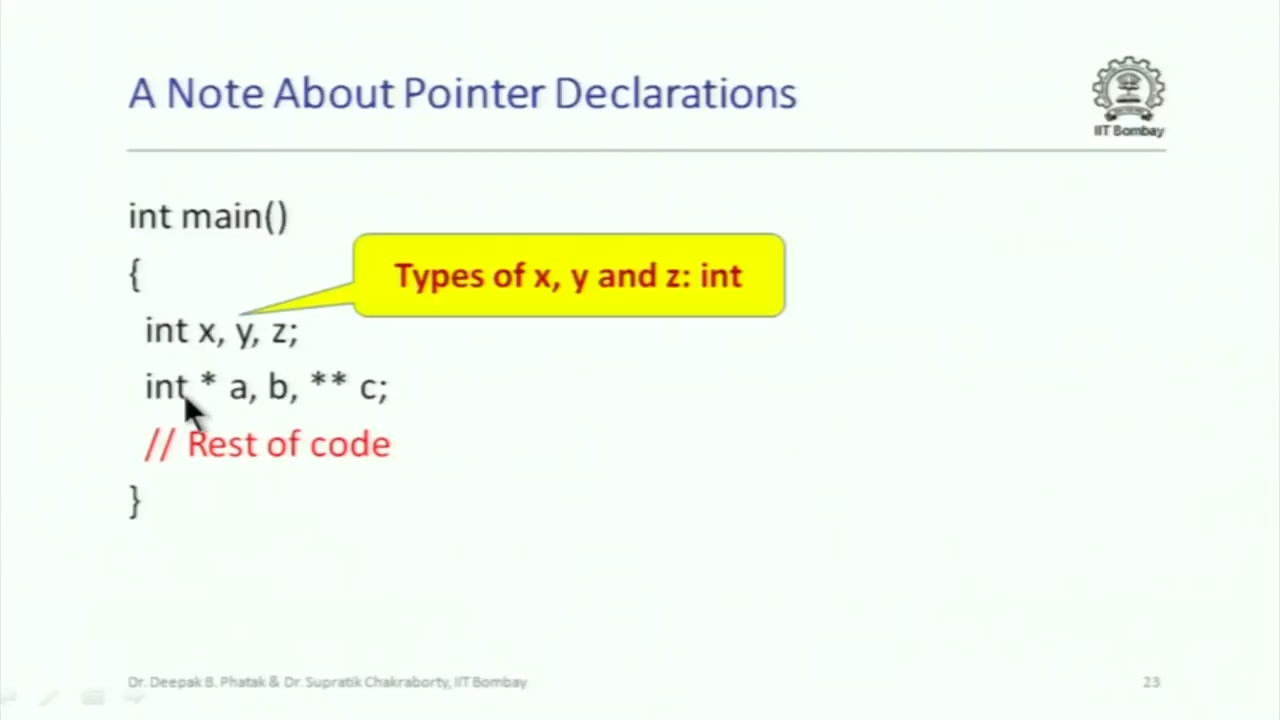 A Note About Pointer Declarations
IIT Bombay
int main()
{
Types of x, y and z: int
int x, y, z;
int * a, b, ** c;
// Rest of code
}
Dr. Deepak B. Phatak & Dr. Supratik Chakraborty, IIT Bombay
23